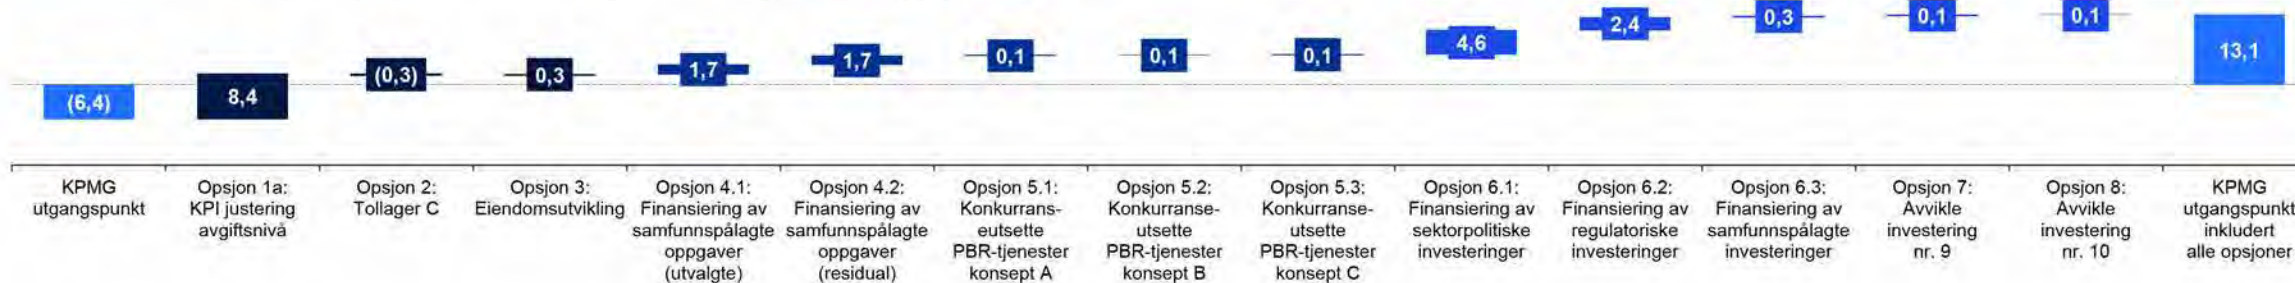 (6,4)
8,4
(0,3)
0,3
1,7
1,7
0,1
0,1
0,1
4,6
2,4
0,3
0,1
0,1
13,1
KPMG
utgangspunkt
Opsjon 1a:
KPI justering
avgiftsnivå
Opsjon 2:
Tollager C
Opsjon 3:
Eiendomsutvikling
Opsjon 4.1:
Finansiering av
samfunnspålagte
oppgaver
(utvalgte)
Opsjon 4.2:
Finansiering av
samfunnspålagte
oppgaver
(residual)
Opsjon 5.1:
Konkurrans-
eutsette
PBR-tjenester
konsept A
Opsjon 5.2:
Konkurranse-
utsette
PBR-tjenester
konsept B
Opsjon 5.3:
Konkurranse-
utsette
PBR-tjenester
konsept C
Opsjon 6.1:
Finansiering av
sektorpolitiske
investeringer
Opsjon 6.2:
Finansiering av
regulatoriske
investeringer
Opsjon 6.3:
Finansiering av
samfunnspålagte
investeringer
Opsjon 7:
Avvikle
investering
nr. 9
Opsjon 8:
Avvikle
investering
nr. 10
KPMG
utgangspunkt
inkludert
alle opsjoner